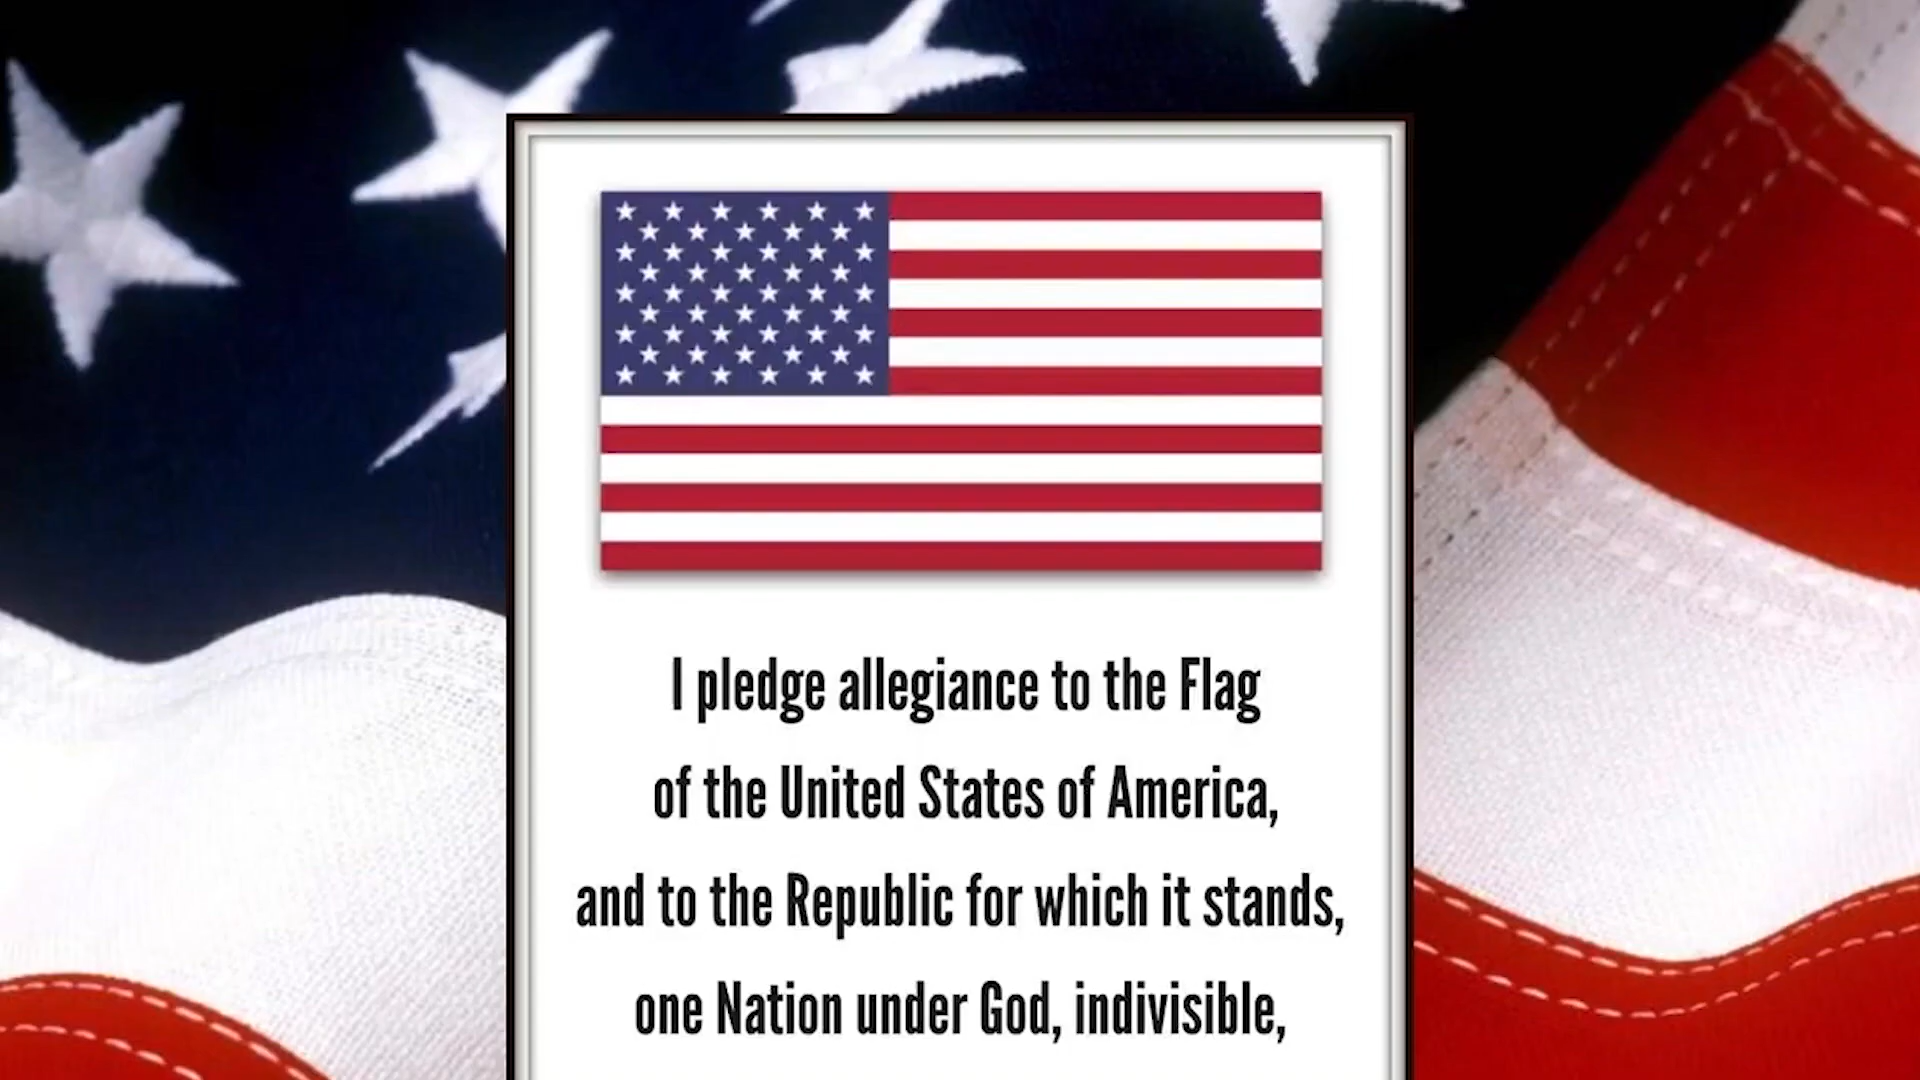 I pledge allegiance to the Flag
of the United States of America,
and to the Republic for which it stands,
one Nation under God, indivisible,